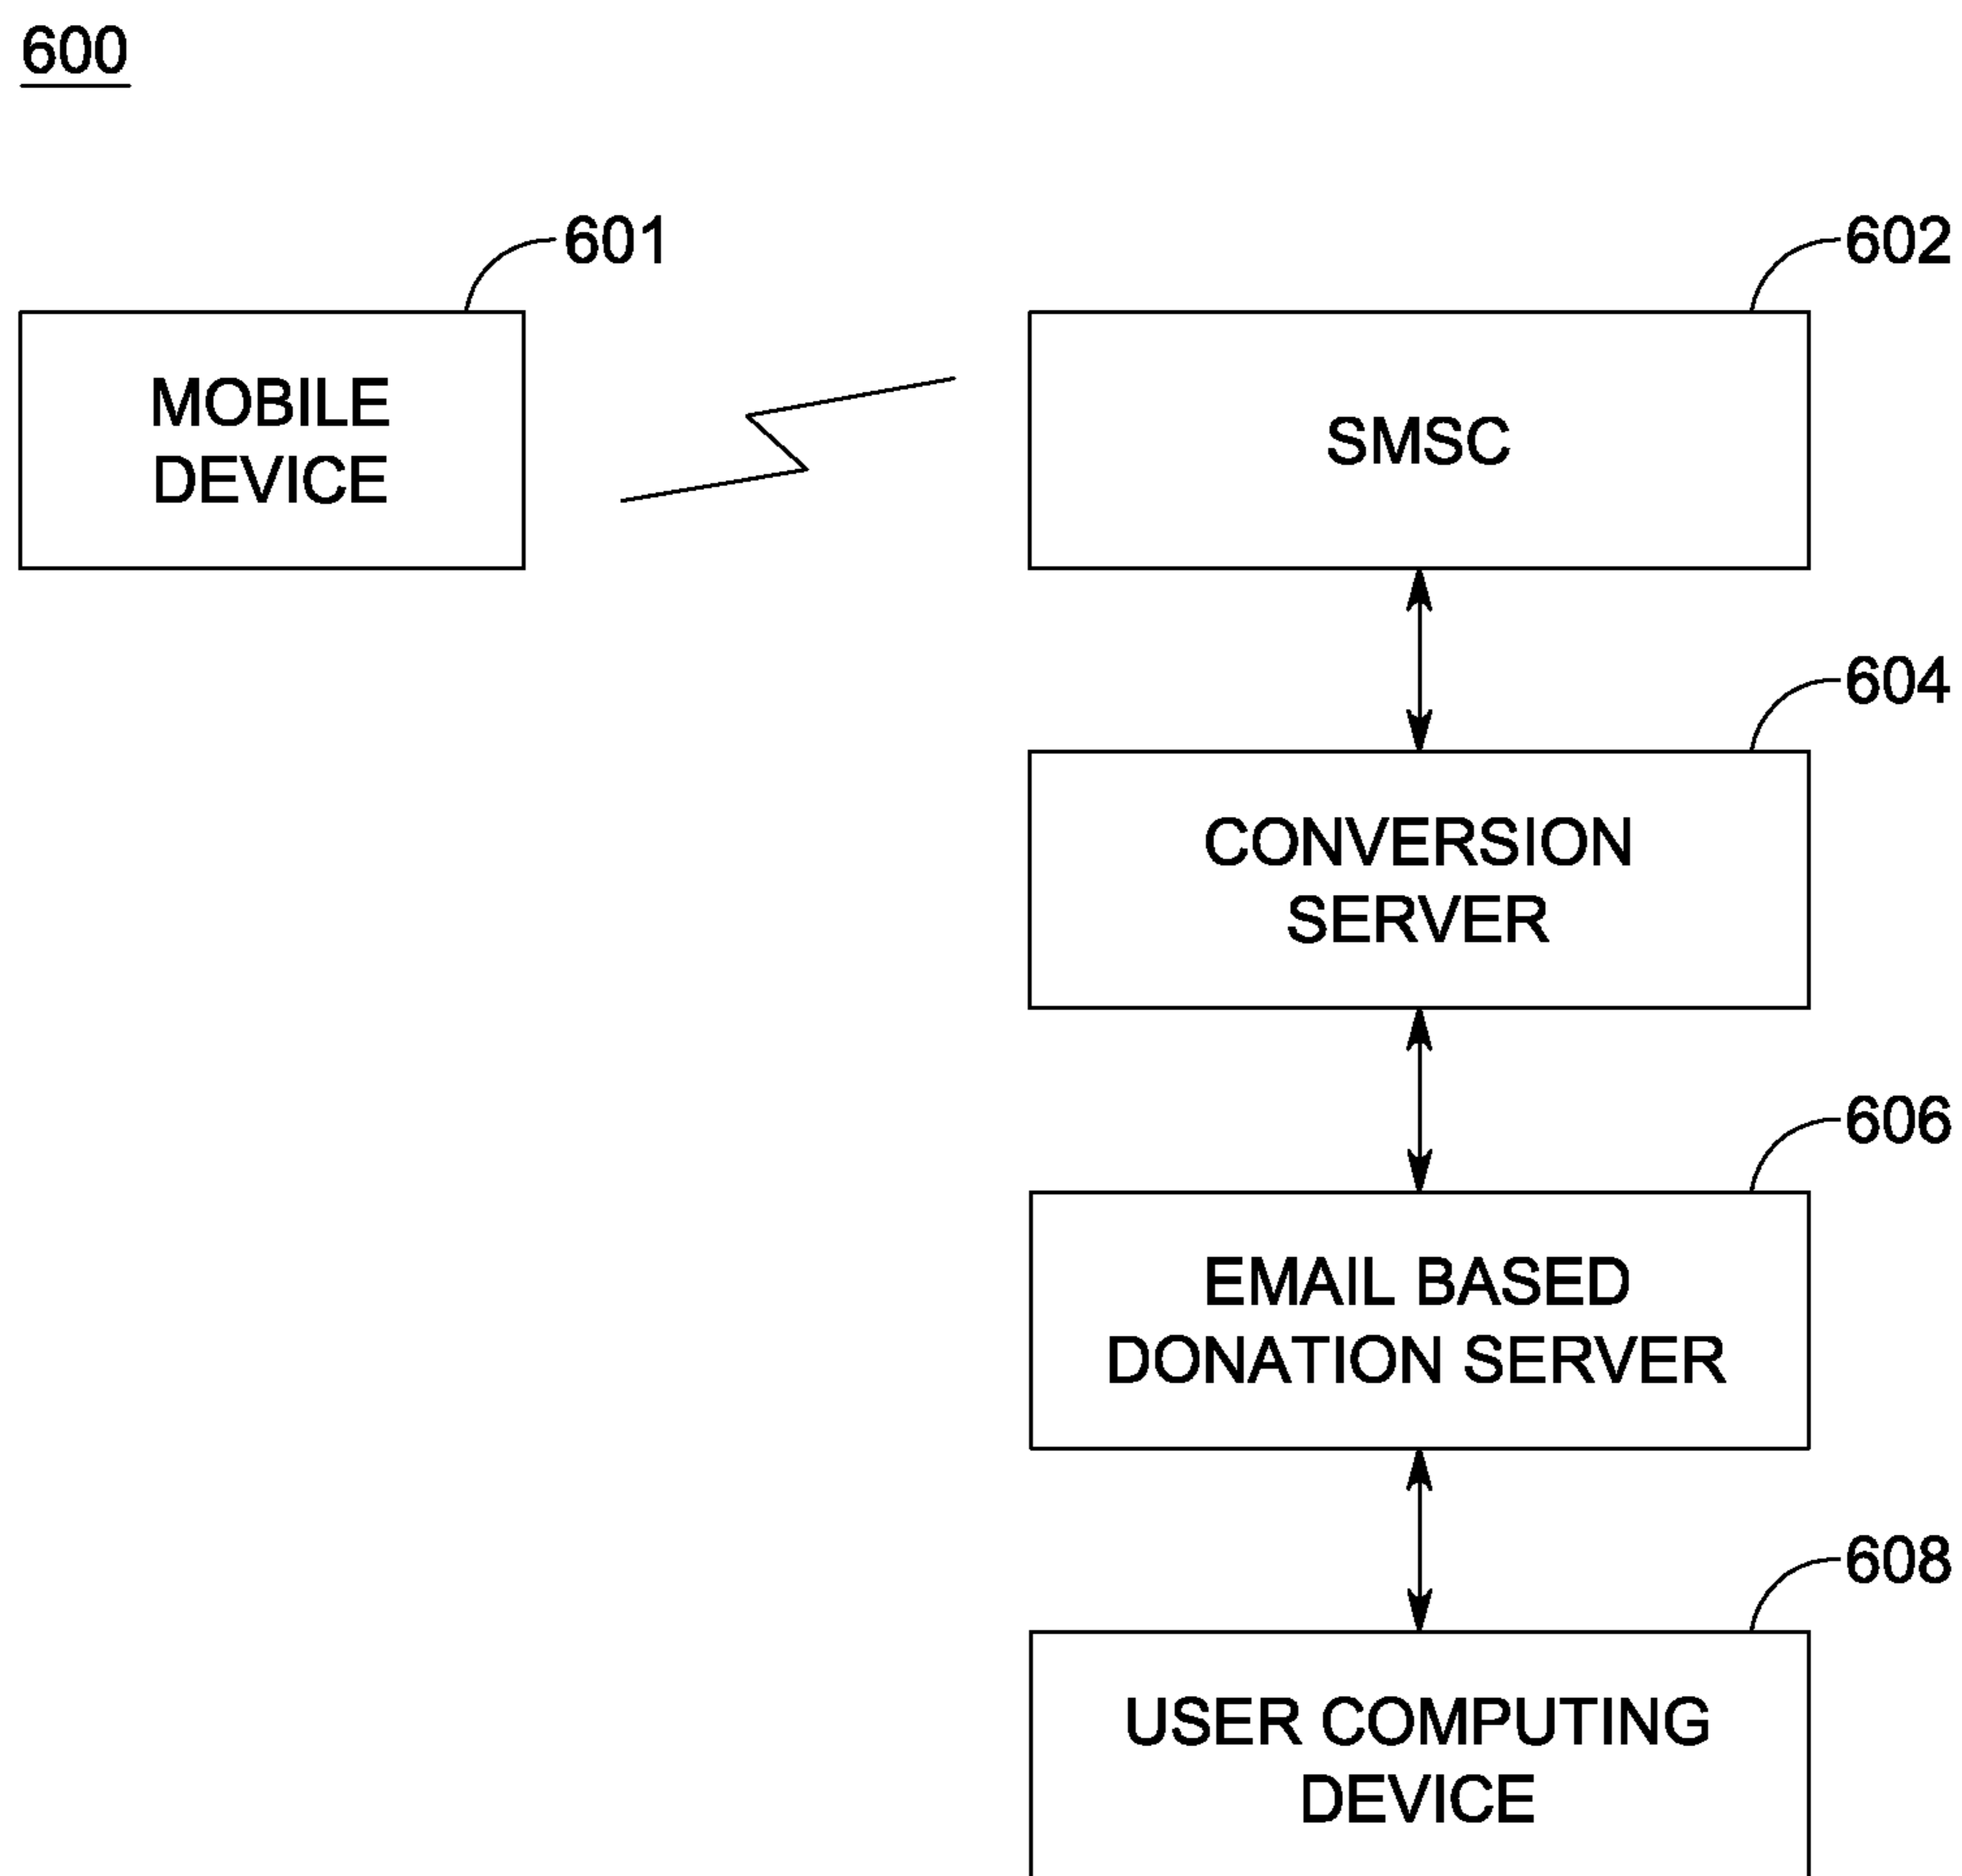 600
601
602
MOBILE
DEVICE
SMSC
604
CONVERSION
SERVER
606
EMAIL BASED
DONATION SERVER
608
USER COMPUTING
DEVICE